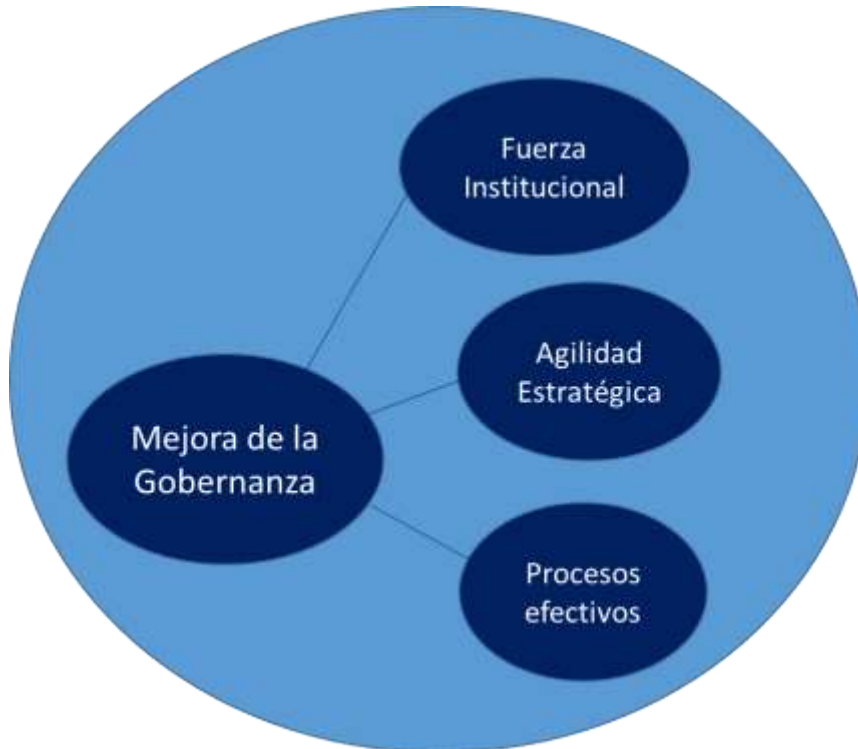 Fuerza
Institucional
Agilidad
Estratégica
Mejora de la
Gobernanza
Procesos
efectivos